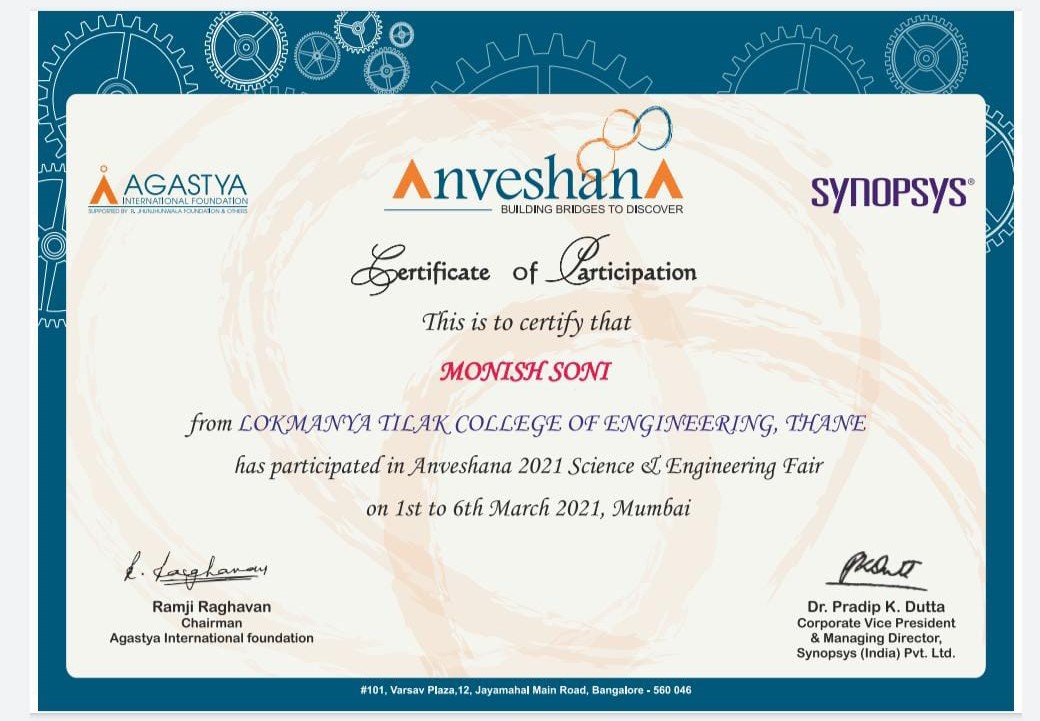 AGASTYA
INTERNATIONAL FOUNDATION
SUPPORTED BY R. JHUNJHUNWALA FOUNDATION & OTHERS
AnveshanA
BUILDING BRIDGES TO DISCOVER
SYNOPSYS®
Certificate of Participation
This is to certify that
MONISH SONI
from LOKMANYA TILAK COLLEGE OF ENGINEERING, THANE
has participated in Anveshana 2021 Science & Engineering Fair
on 1st to 6th March 2021, Mumbai
R. Raghavan
PKDutt
Ramji Raghavan
Chairman
Agastya International foundation
Dr. Pradip K. Dutta
Corporate Vice President
& Managing Director,
Synopsys (India) Pvt. Ltd.
#101, Varsav Plaza,12, Jayamahal Main Road, Bangalore - 560 046